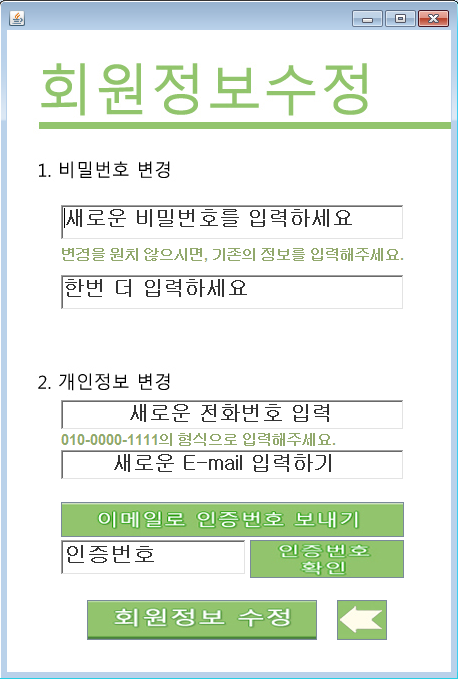 회원정보수정
1. 비밀번호 변경
새로운 비밀번호를 입력하세요
변경을 원치 않으시면, 기존의 정보를 입력해주세요.
한번 더 입력하세요
2. 개인정보 변경
새로운 전화번호 입력
010-0000-1111의 형식으로 입력해주세요.
새로운 E-mail 입력하기
이메일로 인증번호 보내기
인증번호
인증번호
확인
회원정보 수정